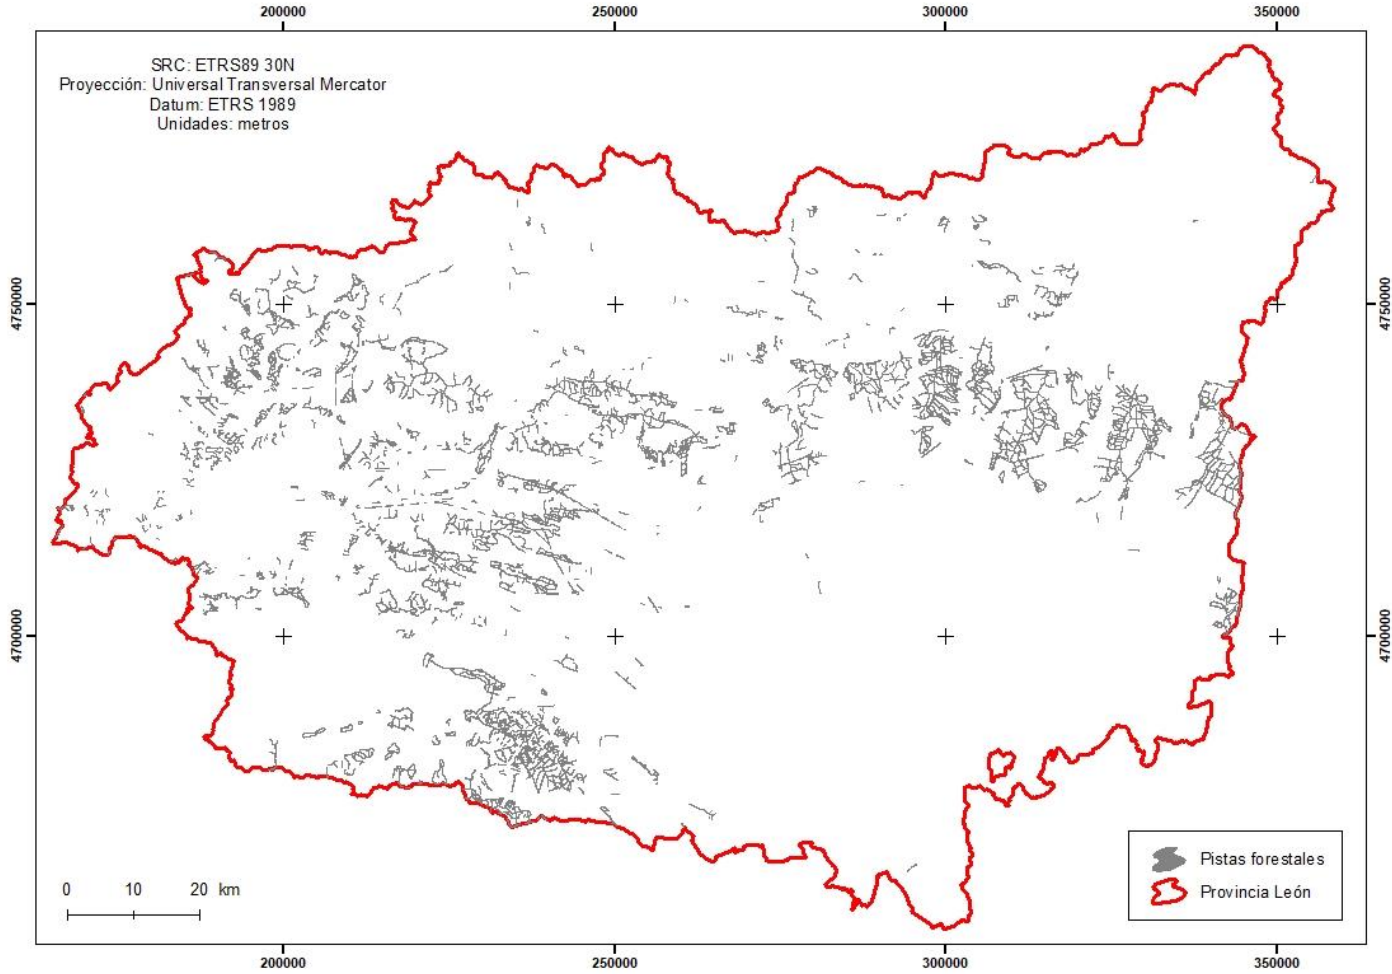 200000 250000 300000 350000
SRC: ETRS89 30N
Proyección: Universal Transversal Mercator
Datum: ETRS 1989
Unidades: metros
4750000 4750000
4700000 4700000
Pistas forestales
Provincia León
0 10 20 km
200000 250000 300000 350000